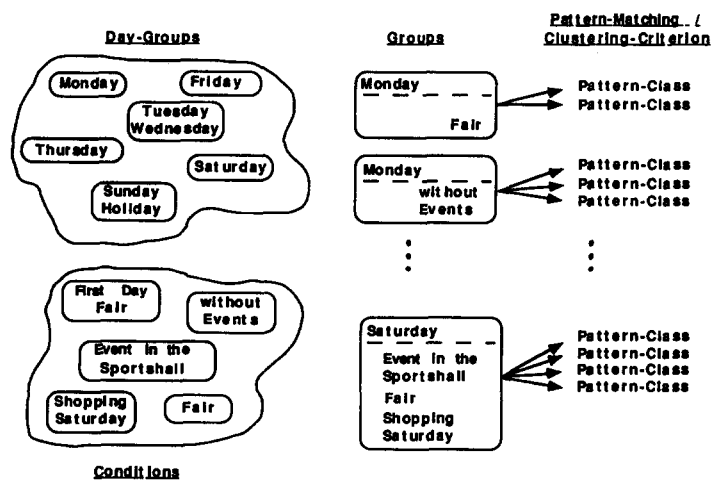 Pattern-Matching /
Day-Groups
Groups
Clustering-Criterion
Monday
Friday
Tuesday
Wednesday
Thursday
Saturday
Sunday
Holiday
Monday
Fair
Pattern-Class
Pattern-Class
Monday
without
Events
Pattern-Class
Pattern-Class
Pattern-Class
First Day
Fair
without
Events
Event in the
Sportshall
Shopping
Saturday
Fair
Conditions
Saturday
Event in the
Sportshall
Fair
Shopping
Saturday
Pattern-Class
Pattern-Class
Pattern-Class
Pattern-Class